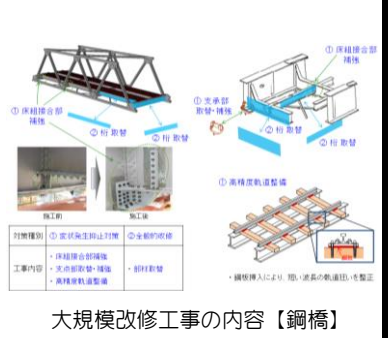 ① 床組接合部
補強
② 桁 取替
② 桁 取替
施工前
施工後
① 床組接合部
補強
① 支承部
取替・補強
② 桁 取替
② 桁 取替
① 高精度軌道整備
・鋼板挿入により、短い波長の軌道狂いを整正
対策種別 ① 変状発生抑止対策 ②全般的改修
工事内容 ・床組接合部補強
・支承部取替・補強
・高精度軌道整備
・部材取替
大規模改修工事の内容【鋼橋】